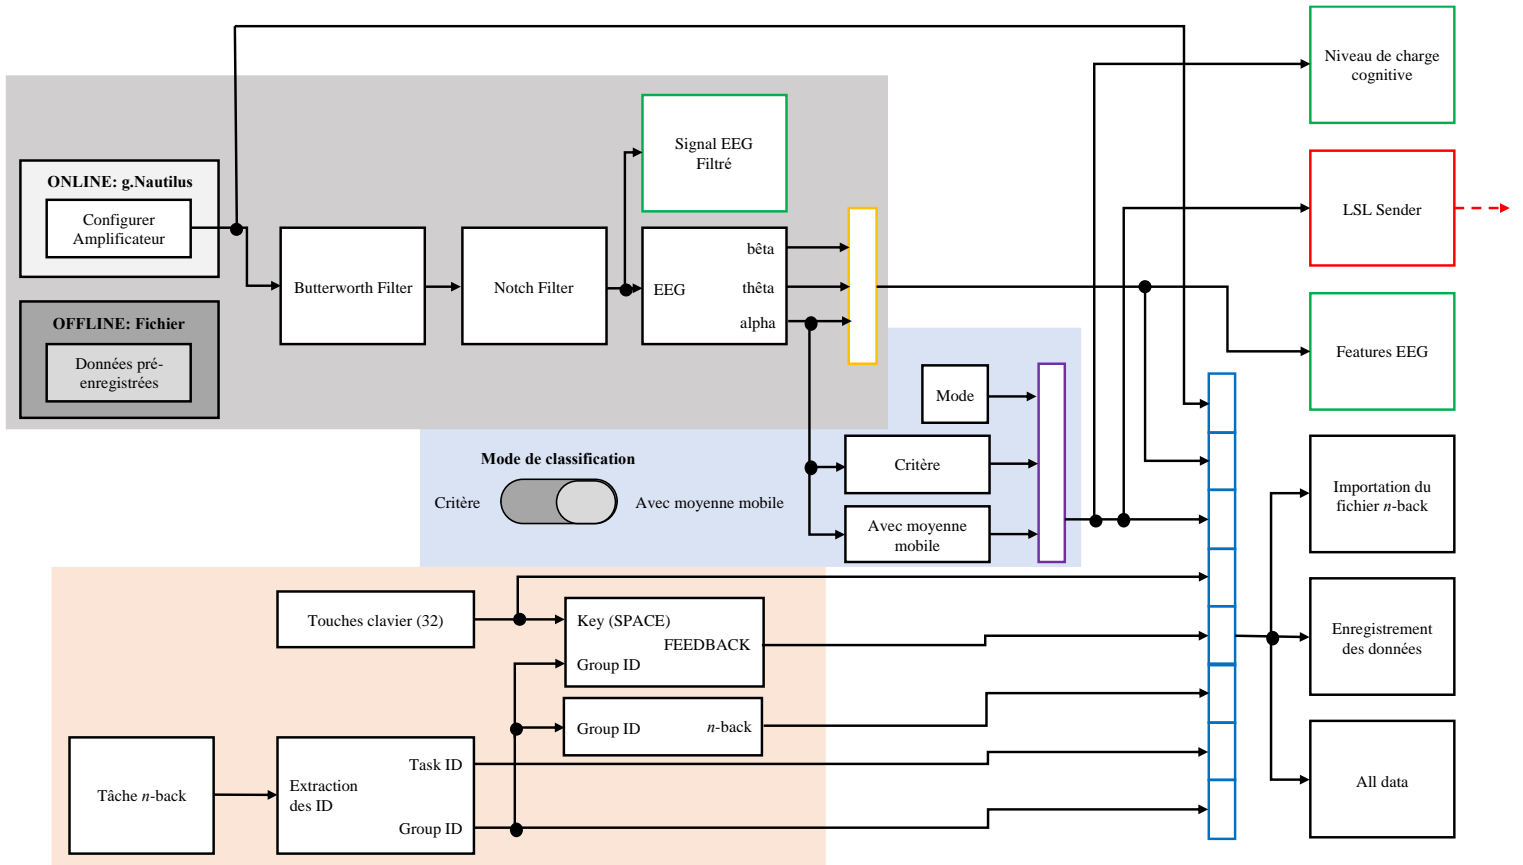 Niveau de charge
cognitive
Signal EEG
Filtré
ONLINE: g.Nautilus
Configurer
Amplificateur
LSL Sender
bêta
Butterworth Filter
Notch Filter
EEG
thêta
alpha
OFFLINE: Fichier
Données pré-
enregistrées
Features EEG
Mode
Mode de classification
Critère
Avec moyenne mobile
Critère
Avec moyenne
mobile
Importation du
fichier n-back
Touches clavier (32)
Key (SPACE)
FEEDBACK
Group ID
Enregistrement
des données
Group ID
n-back
Tâche n-back
Extraction
des ID
Task ID
Group ID
All data